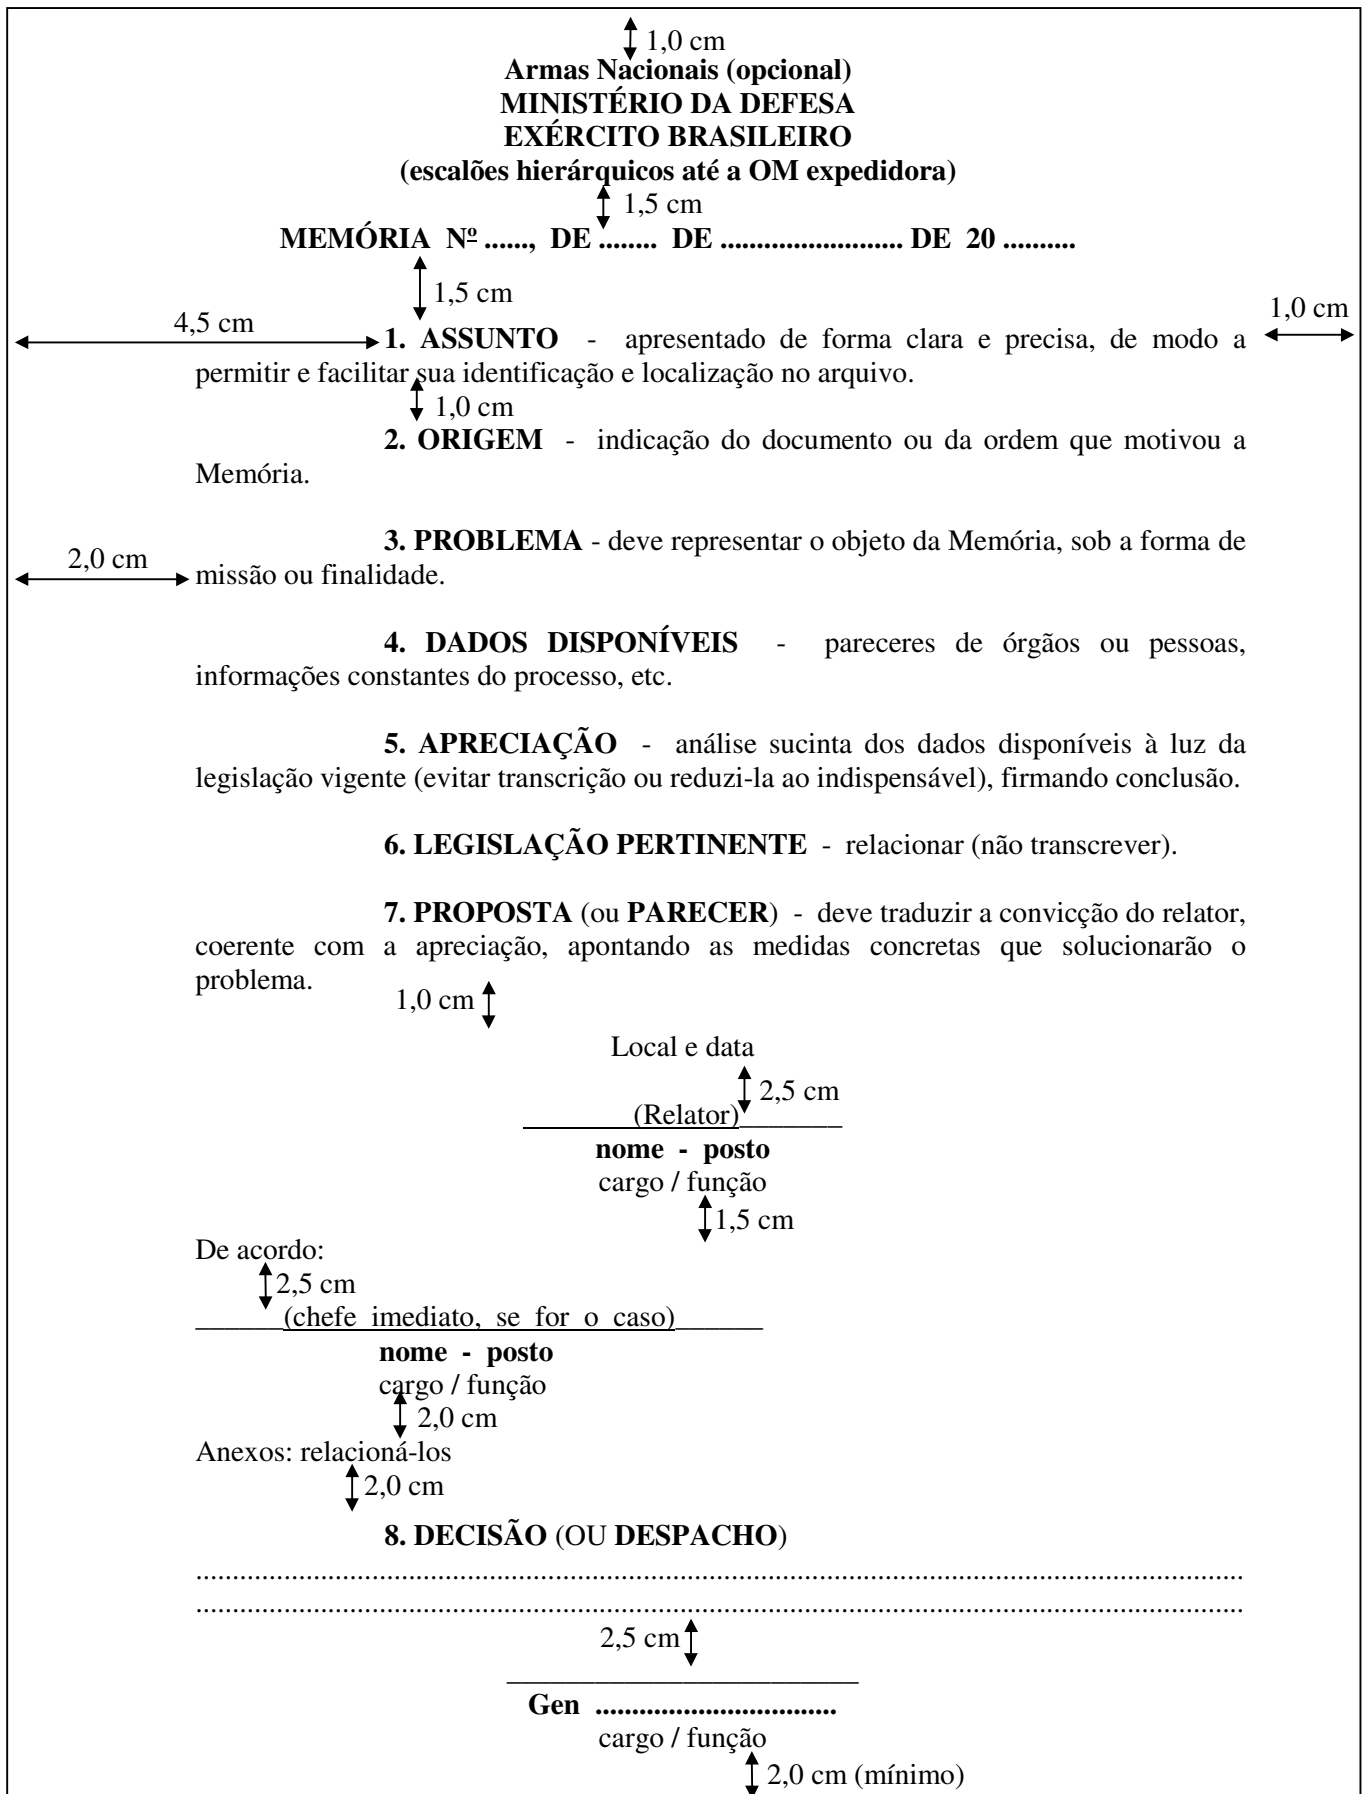 1,0 cm
Armas Nacionais (opcional)
MINISTÉRIO DA DEFESA
EXÉRCITO BRASILEIRO
(escalões hierárquicos até a OM expedidora)
1,5 cm
MEMÓRIA Nº ......, DE ........ DE ......................... DE 20 ..........
1,5 cm
4,5 cm
1,0 cm
1. ASSUNTO - apresentado de forma clara e precisa, de modo a
permitir e facilitar sua identificação e localização no arquivo.
1,0 cm
2. ORIGEM - indicação do documento ou da ordem que motivou a
Memória.
3. PROBLEMA - deve representar o objeto da Memória, sob a forma de
2,0 cm
missão ou finalidade.
4. DADOS DISPONÍVEIS - pareceres de órgãos ou pessoas,
informações constantes do processo, etc.
5. APRECIAÇÃO - análise sucinta dos dados disponíveis à luz da
legislação vigente (evitar transcrição ou reduzi-la ao indispensável), firmando conclusão.
6. LEGISLAÇÃO PERTINENTE - relacionar (não transcrever).
7. PROPOSTA (ou PARECER) - deve traduzir a convicção do relator,
coerente com a apreciação, apontando as medidas concretas que solucionarão o
problema.
1,0 cm
Local e data
2,5 cm
(Relator)_______
nome - posto
cargo / função
1,5 cm
De acordo:
2,5 cm
______(chefe imediato, se for o caso)______
nome - posto
cargo / função
2,0 cm
Anexos: relacioná-los
2,0 cm
8. DECISÃO (OU DESPACHO)
................................................................................................................................................
................................................................................................................................................
2,5 cm
________________________
Gen .................................
cargo / função
2,0 cm (mínimo)